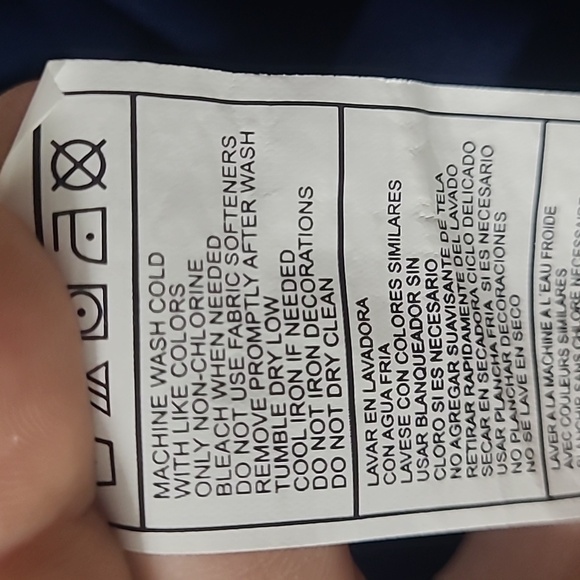 MACHINE WASH COLD
WITH LIKE COLORS
ONLY NON-CHLORINE
BLEACH WHEN NEEDED
DO NOT USE FABRIC SOFTENERS
REMOVE PROMPTLY AFTER WASH
TUMBLE DRY LOW
COOL IRON IF NEEDED
DO NOT IRON DECORATIONS
DO NOT DRY CLEAN
LAVAR EN LAVADORA
CON AGUA FRIA
LAVESE CON COLORES SIMILARES
USAR BLANQUEADOR SIN
CLORO SI ES NECESARIO
NO AGREGAR SUAVISANTE DE TELA
RETIRAR RAPIDAMENTE DEL LAVADO
SECAR EN SECADORA CICLO DELICADO
USAR PLANCHA FRIA SI ES NECESARIO
NO PLANCHAR DECORACIONES
NO SE LAVE EN SECO
LAVER A LA MACHINE A L'EAU FROIDE
AVEC COULEURS SIMILAIRES